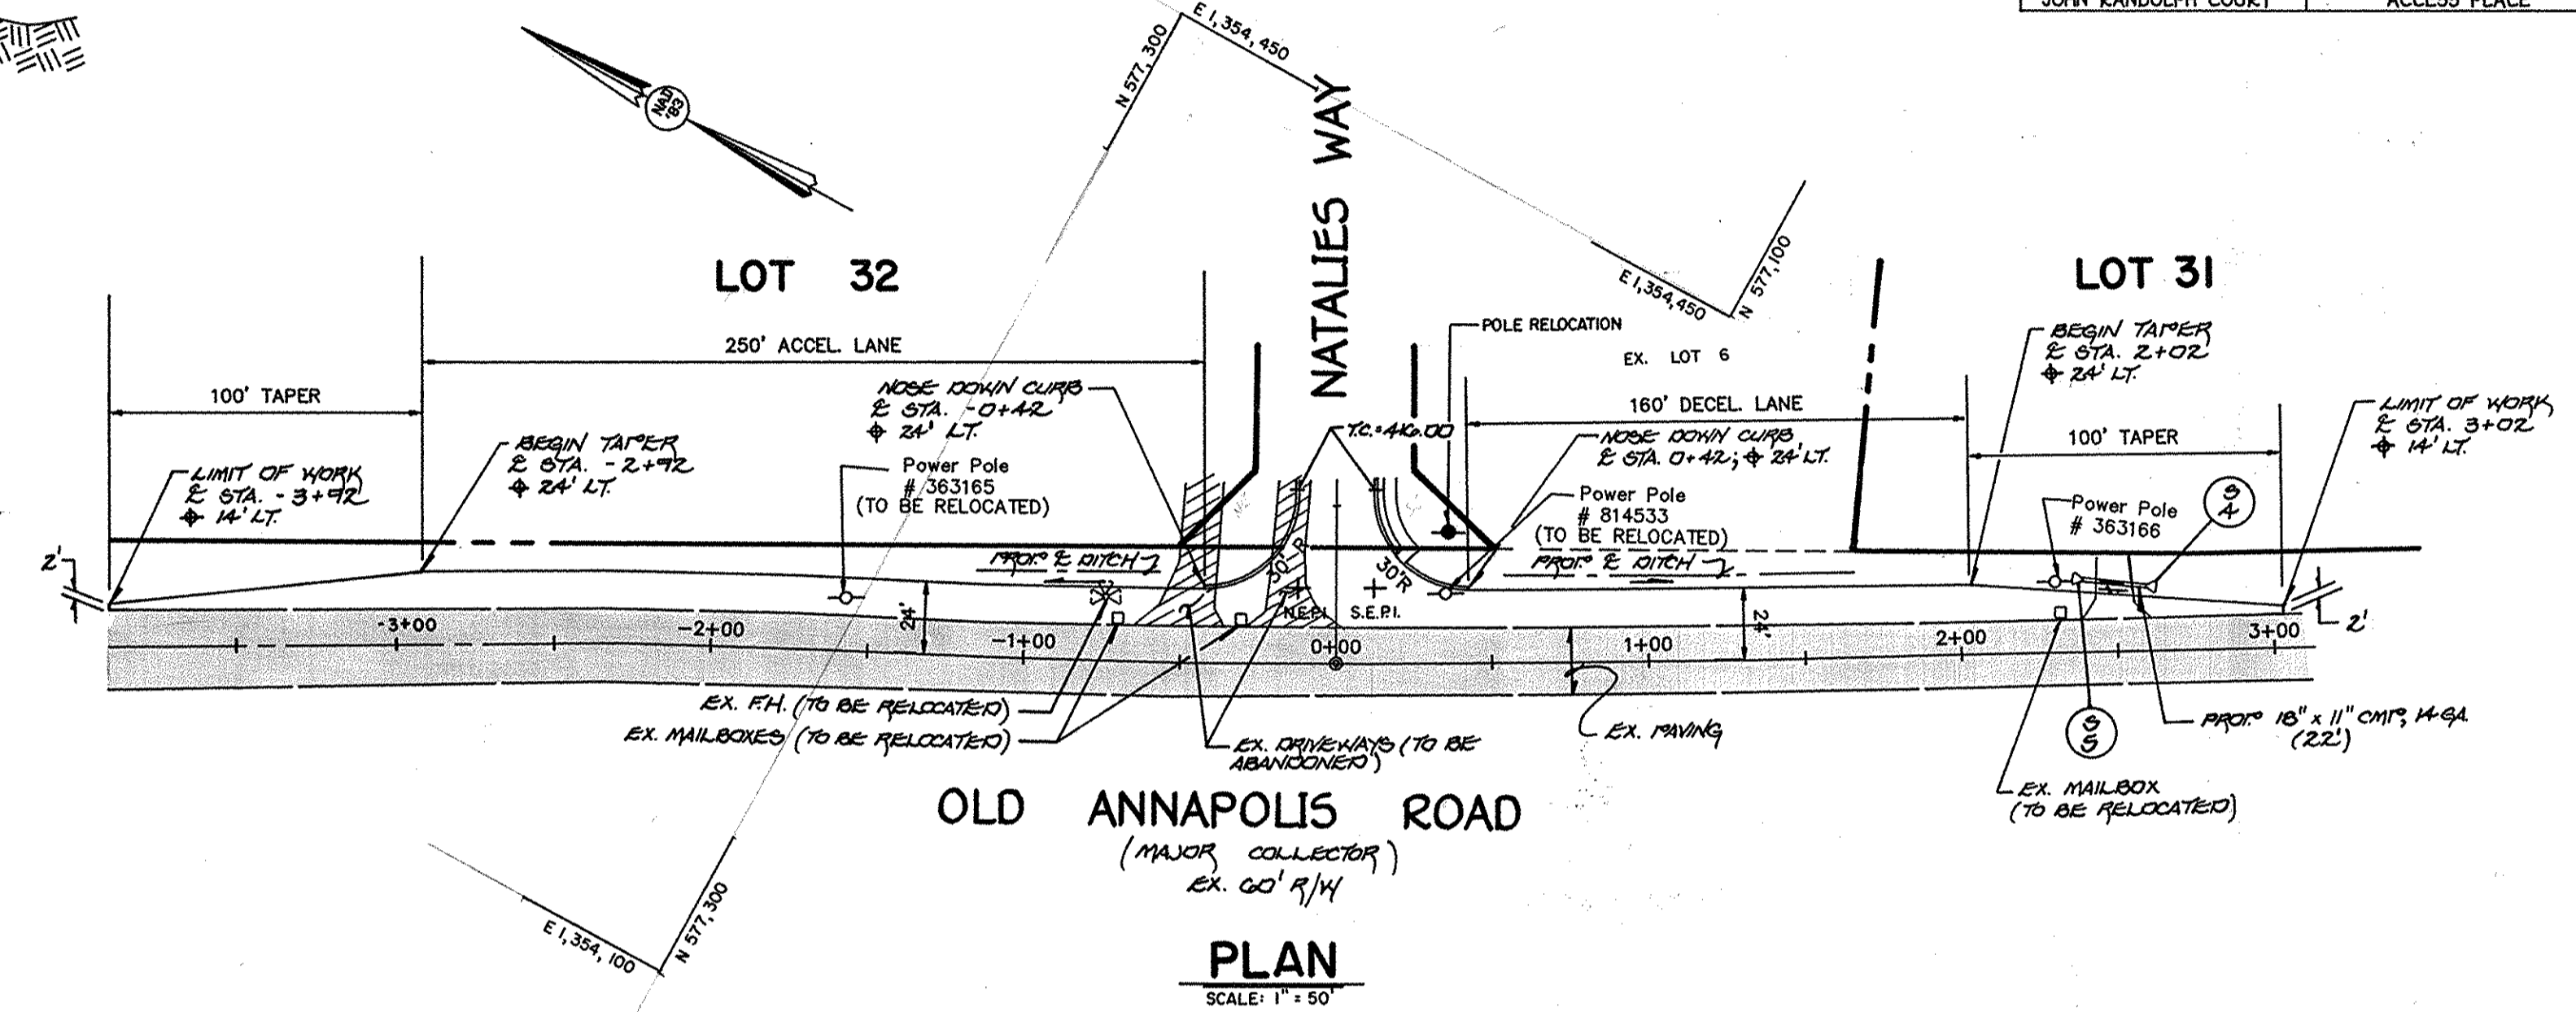 JOHN RANDOLPH COURT
ACCESS PLACE
E 1,354,450
N 577,300
NAD '83
NATALIES WAY
LOT 32
LOT 31
E 1,354,450
N 577,100
POLE RELOCATION
EX. LOT 6
BEGIN TAPER
℄ STA. 2+02
24' LT.
250' ACCEL. LANE
100' TAPER
NOSE DOWN CURB
℄ STA. -0+42
24' LT.
160' DECEL. LANE
100' TAPER
LIMIT OF WORK
℄ STA. 3+02
14' LT.
T.C.=416.00
NOSE DOWN CURB
℄ STA. 0+42; 24' LT.
BEGIN TAPER
℄ STA. -2+92
24' LT.
LIMIT OF WORK
℄ STA. -3+92
14' LT.
Power Pole
# 363165
(TO BE RELOCATED)
Power Pole
# 814533
(TO BE RELOCATED)
Power Pole
# 363166
S
4
2'
PROP. ℄ DITCH
30' R
30'R
PROP. ℄ DITCH
N.E.P.I.
S.E.P.I.
24'
24'
2'
-3+00
-2+00
-1+00
0+00
1+00
2+00
3+00
EX. F.H. (TO BE RELOCATED)
EX. MAILBOXES (TO BE RELOCATED)
EX. DRIVEWAYS (TO BE
ABANDONED)
EX. PAVING
S
5
PROP. 18" x 11" CMP, 14 GA.
(22')
EX. MAILBOX
(TO BE RELOCATED)
OLD ANNAPOLIS ROAD
(MAJOR COLLECTOR)
EX. 60' R/W
E 1,354,100
N 577,300
PLAN
SCALE: 1" = 50'